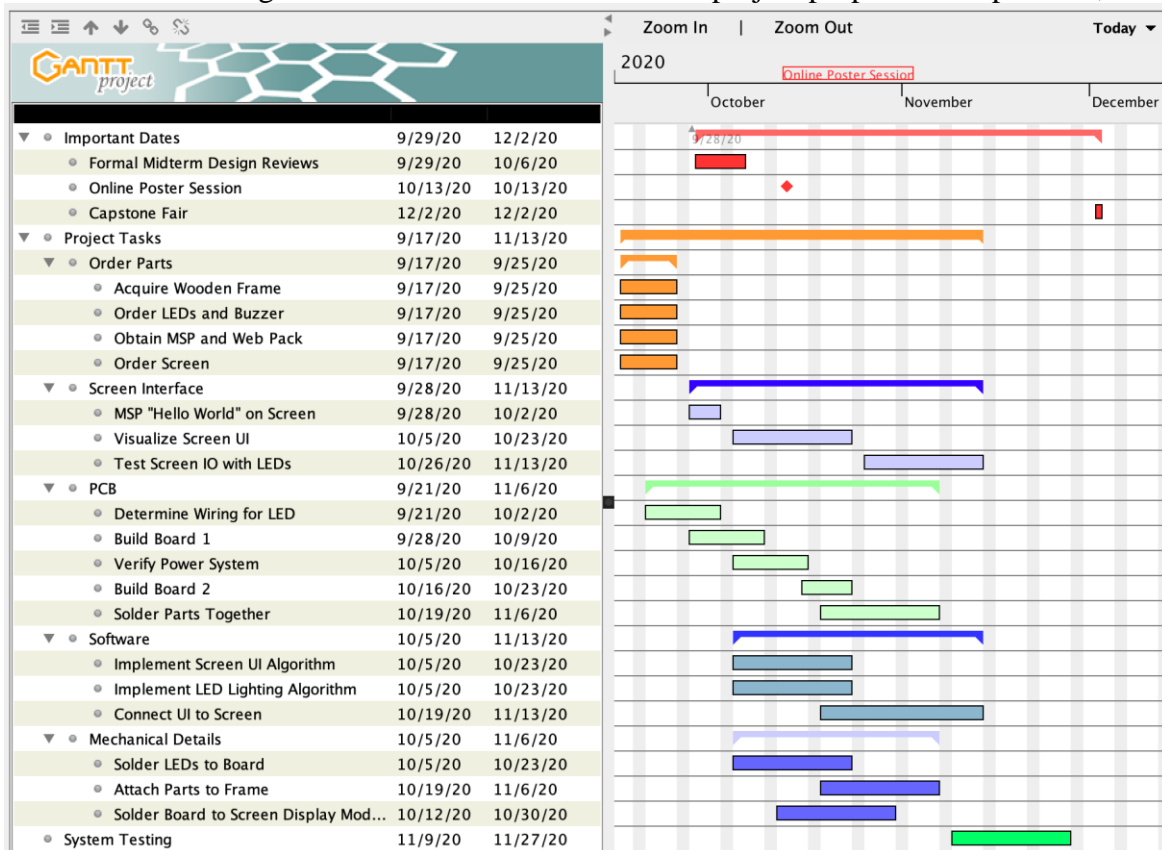 Zoom In | Zoom Out Today
GANTT project
2020
Online Poster Session
October November December
Important Dates 9/29/20 12/2/20
9/28/20
Formal Midterm Design Reviews 9/29/20 10/6/20
Online Poster Session 10/13/20 10/13/20
Capstone Fair 12/2/20 12/2/20
Project Tasks 9/17/20 11/13/20
Order Parts 9/17/20 9/25/20
Acquire Wooden Frame 9/17/20 9/25/20
Order LEDs and Buzzer 9/17/20 9/25/20
Obtain MSP and Web Pack 9/17/20 9/25/20
Order Screen 9/17/20 9/25/20
Screen Interface 9/28/20 11/13/20
MSP "Hello World" on Screen 9/28/20 10/2/20
Visualize Screen UI 10/5/20 10/23/20
Test Screen IO with LEDs 10/26/20 11/13/20
PCB 9/21/20 11/6/20
Determine Wiring for LED 9/21/20 10/2/20
Build Board 1 9/28/20 10/9/20
Verify Power System 10/5/20 10/16/20
Build Board 2 10/16/20 10/23/20
Solder Parts Together 10/19/20 11/6/20
Software 10/5/20 11/13/20
Implement Screen UI Algorithm 10/5/20 10/23/20
Implement LED Lighting Algorithm 10/5/20 10/23/20
Connect UI to Screen 10/19/20 11/13/20
Mechanical Details 10/5/20 11/6/20
Solder LEDs to Board 10/5/20 10/23/20
Attach Parts to Frame 10/19/20 11/6/20
Solder Board to Screen Display Mod... 10/12/20 10/30/20
System Testing 11/9/20 11/27/20